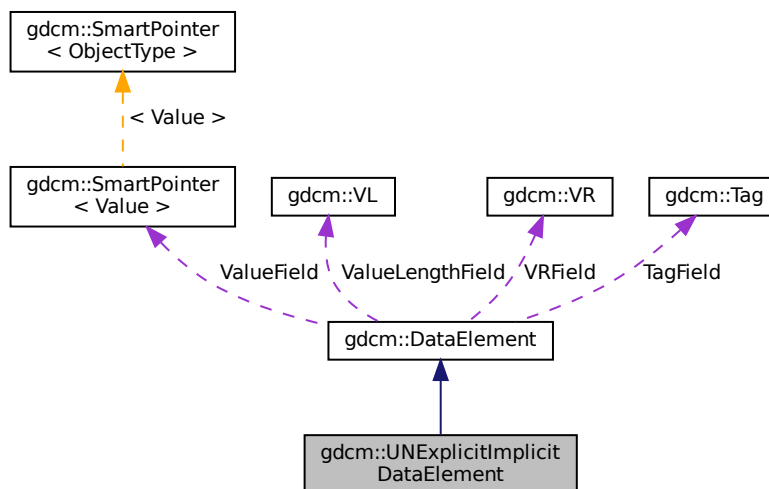 gdcm::SmartPointer
< ObjectType >
< Value >
gdcm::SmartPointer
< Value >
gdcm::VL
gdcm::VR
gdcm::Tag
ValueField
ValueLengthField
VRField
TagField
gdcm::DataElement
gdcm::UNExplicitImplicit
DataElement